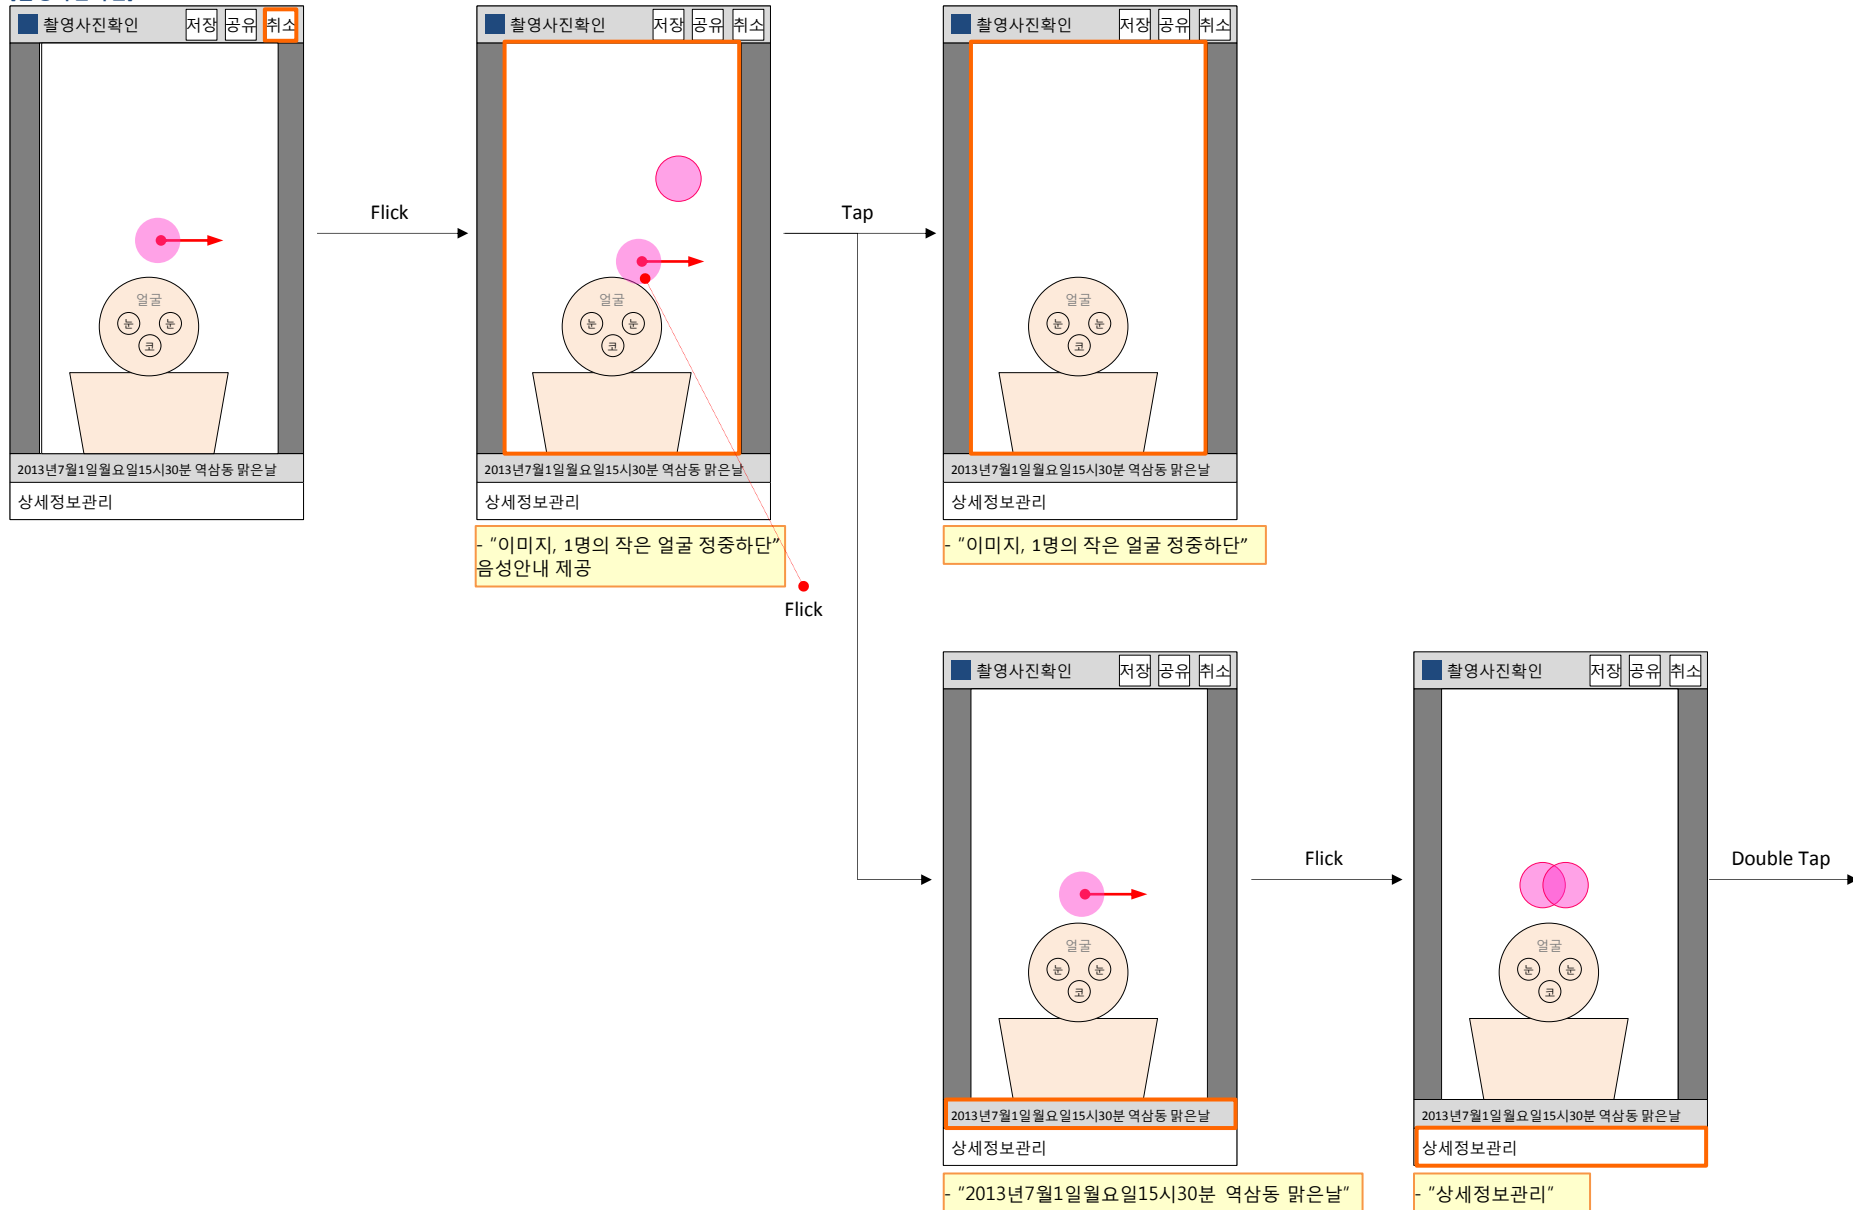 촬영사진확인 저장 공유 취소
얼굴
눈 눈
코
2013년7월1일월요일15시30분 역삼동 맑은날
상세정보관리
Flick
촬영사진확인 저장 공유 취소
얼굴
눈 눈
코
2013년7월1일월요일15시30분 역삼동 맑은날
상세정보관리
- "이미지, 1명의 작은 얼굴 정중하단"
음성안내 제공
Flick
Tap
촬영사진확인 저장 공유 취소
얼굴
눈 눈
코
2013년7월1일월요일15시30분 역삼동 맑은날
상세정보관리
- "이미지, 1명의 작은 얼굴 정중하단"
촬영사진확인 저장 공유 취소
얼굴
눈 눈
코
2013년7월1일월요일15시30분 역삼동 맑은날
상세정보관리
- "2013년7월1일월요일15시30분 역삼동 맑은날"
Flick
촬영사진확인 저장 공유 취소
얼굴
눈 눈
코
2013년7월1일월요일15시30분 역삼동 맑은날
상세정보관리
- "상세정보관리"
Double Tap